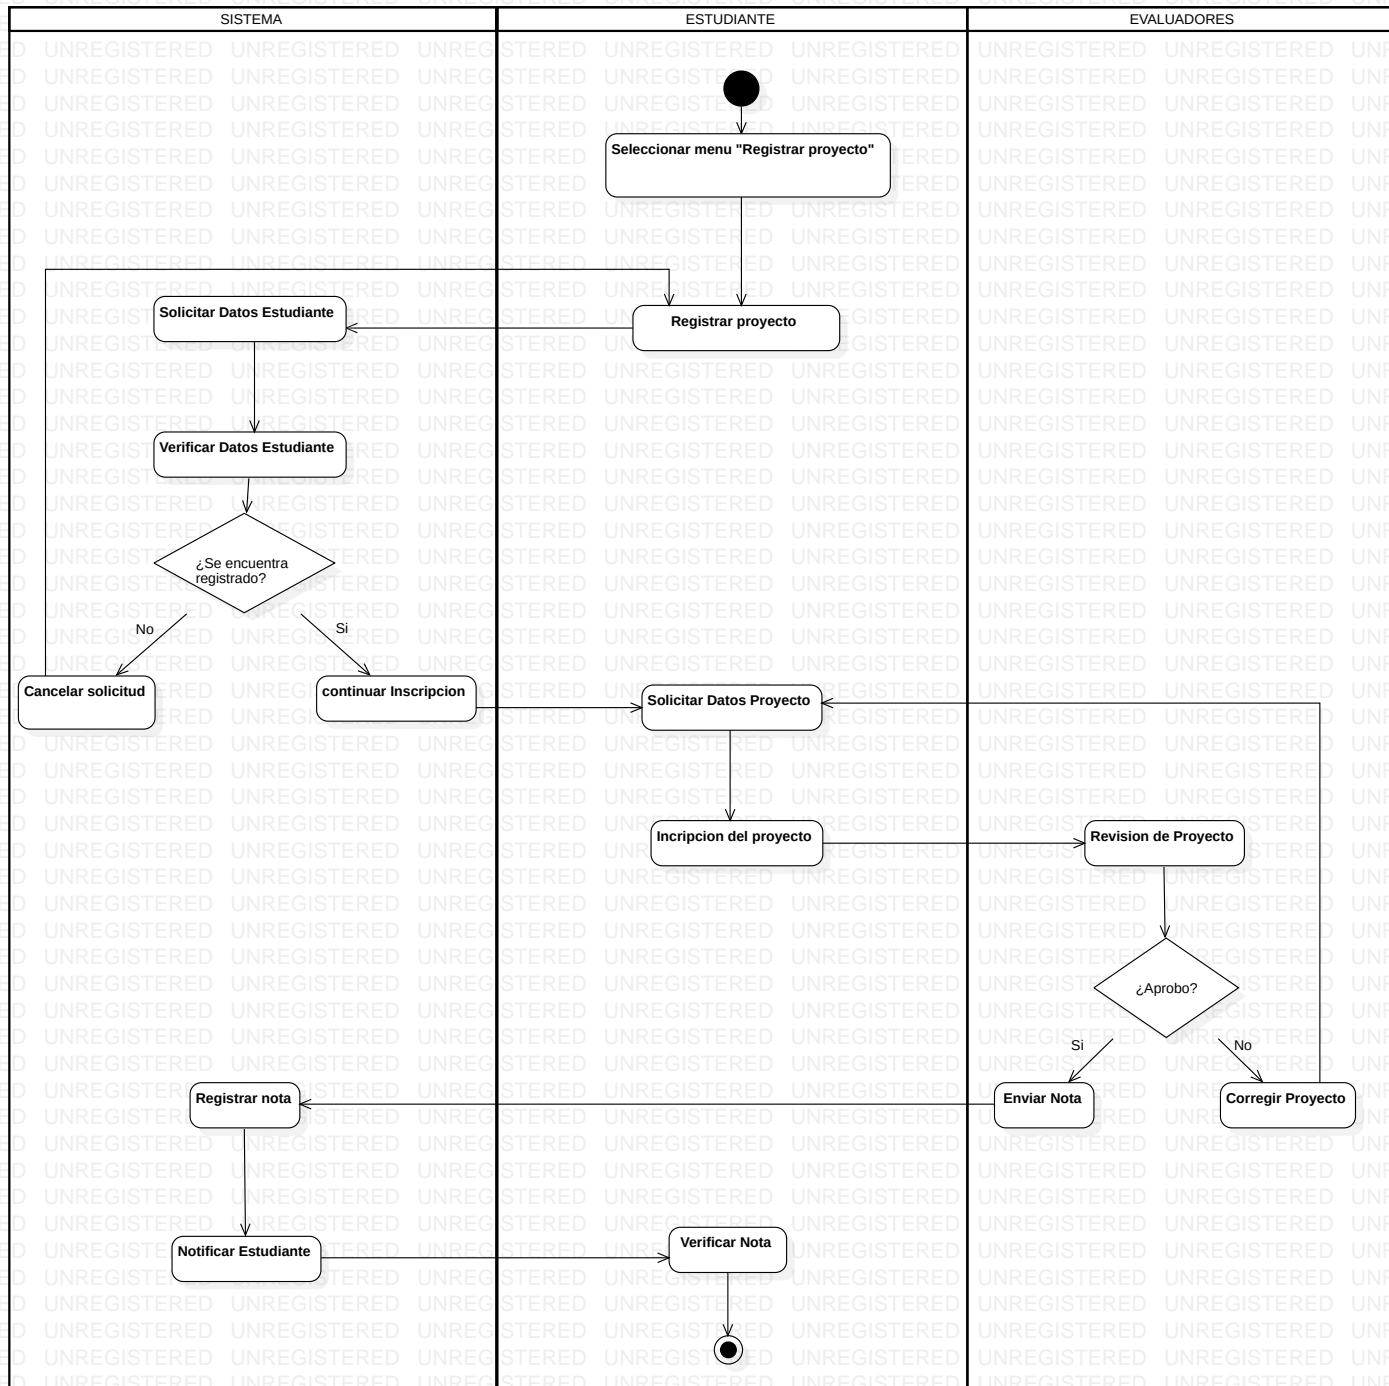 SISTEMA
ESTUDIANTE
EVALUADORES
Seleccionar menu "Registrar proyecto"
Solicitar Datos Estudiante
Registrar proyecto
Verificar Datos Estudiante
¿Se encuentra
registrado?
No
Si
Cancelar solicitud
continuar Inscripcion
Solicitar Datos Proyecto
Incripcion del proyecto
Revision de Proyecto
¿Aprobo?
Si
No
Registrar nota
Enviar Nota
Corregir Proyecto
Notificar Estudiante
Verificar Nota
UNREGISTERED